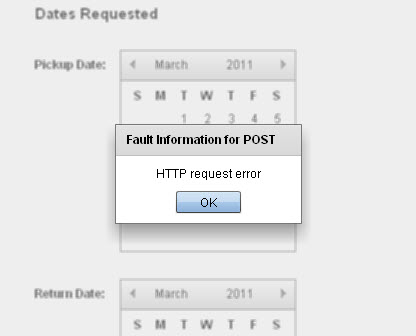 Dates Requested
Pickup Date:
March 2011
S M T W T F S
1 2 3 4 5
Fault Information for POST
HTTP request error
OK
Return Date:
March 2011
S M T W T F S